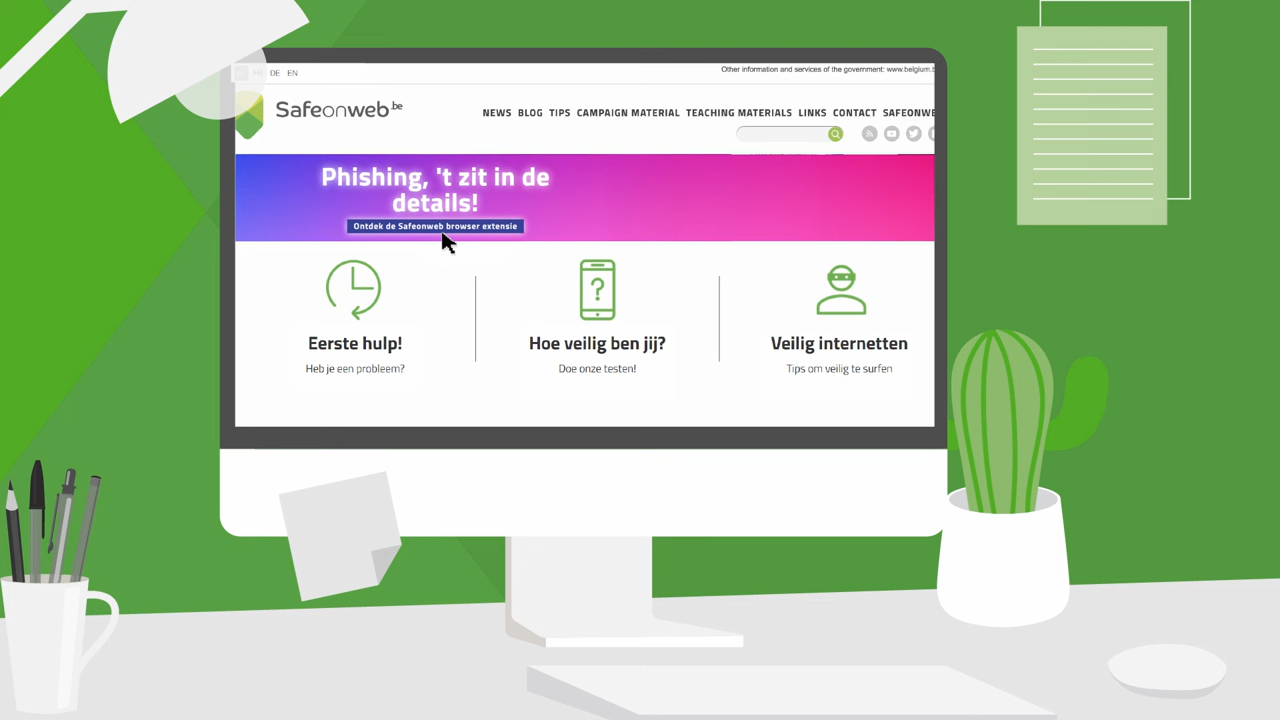 DE EN
Other information and services of the government: www.belgium.b
Safeonweb.be
NEWS BLOG TIPS CAMPAIGN MATERIAL TEACHING MATERIALS LINKS CONTACT SAFEONWE
Phishing, 't zit in de
details!
Ontdek de Safeonweb browser extensie
?
Eerste hulp! Hoe veilig ben jij? Veilig internetten
Heb je een probleem? Doe onze testen! Tips om veilig te surfen